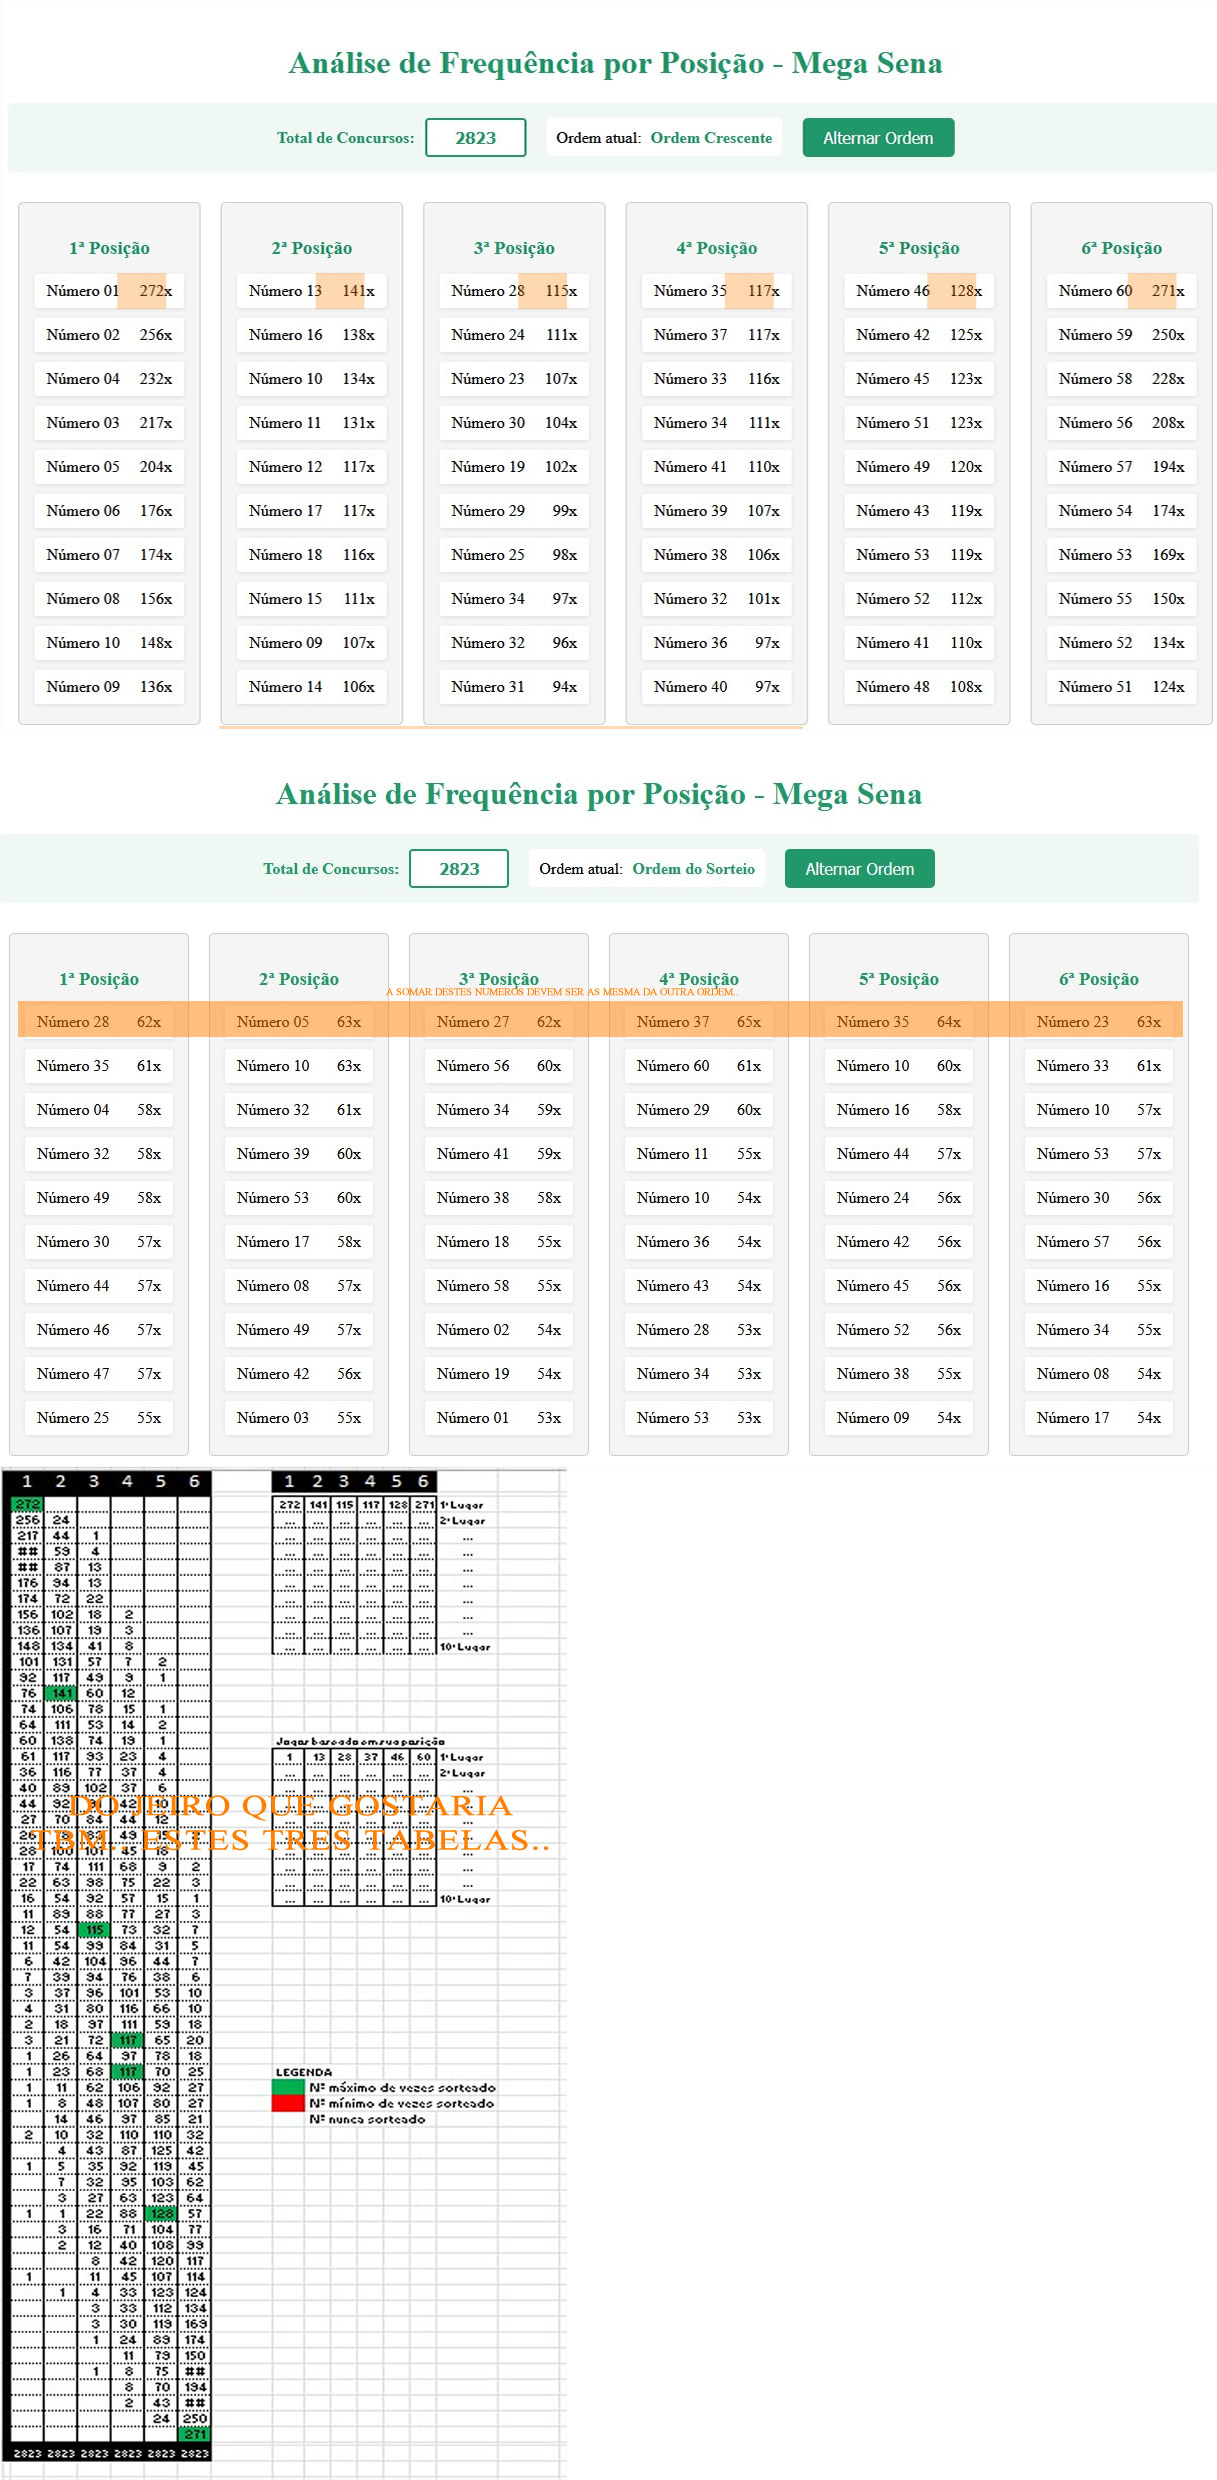 Análise de Frequência por Posição - Mega Sena
Total de Concursos: 2823 Ordem atual: Ordem Crescente Alternar Ordem
1ª Posição 2ª Posição 3ª Posição 4ª Posição 5ª Posição 6ª Posição
Número 01 272x Número 13 141x Número 28 115x Número 35 117x Número 46 128x Número 60 271x
Número 02 256x Número 16 138x Número 24 111x Número 37 117x Número 42 125x Número 59 250x
Número 04 232x Número 10 134x Número 23 107x Número 33 116x Número 45 123x Número 58 228x
Número 03 217x Número 11 131x Número 30 104x Número 34 111x Número 51 123x Número 56 208x
Número 05 204x Número 12 117x Número 19 102x Número 41 110x Número 49 120x Número 57 194x
Número 06 176x Número 17 117x Número 29 99x Número 39 107x Número 43 119x Número 54 174x
Número 07 174x Número 18 116x Número 25 98x Número 38 106x Número 53 119x Número 53 169x
Número 08 156x Número 15 111x Número 34 97x Número 32 101x Número 52 112x Número 55 150x
Número 10 148x Número 09 107x Número 32 96x Número 36 97x Número 41 110x Número 52 134x
Número 09 136x Número 14 106x Número 31 94x Número 40 97x Número 48 108x Número 51 124x
Análise de Frequência por Posição - Mega Sena
Total de Concursos: 2823 Ordem atual: Ordem do Sorteio Alternar Ordem
1ª Posição 2ª Posição 3ª Posição 4ª Posição 5ª Posição 6ª Posição
A SOMAR DESTES NUMEROS DEVEM SER AS MESMA DA OUTRA ORDEM..
Número 28 62x Número 05 63x Número 27 62x Número 37 65x Número 35 64x Número 23 63x
Número 35 61x Número 10 63x Número 56 60x Número 60 61x Número 10 60x Número 33 61x
Número 04 58x Número 32 61x Número 34 59x Número 29 60x Número 16 58x Número 10 57x
Número 32 58x Número 39 60x Número 41 59x Número 11 55x Número 44 57x Número 53 57x
Número 49 58x Número 53 60x Número 38 58x Número 10 54x Número 24 56x Número 30 56x
Número 30 57x Número 17 58x Número 18 55x Número 36 54x Número 42 56x Número 57 56x
Número 44 57x Número 08 57x Número 58 55x Número 43 54x Número 45 56x Número 16 55x
Número 46 57x Número 49 57x Número 02 54x Número 28 53x Número 52 56x Número 34 55x
Número 47 57x Número 42 56x Número 19 54x Número 34 53x Número 38 55x Número 08 54x
Número 25 55x Número 03 55x Número 01 53x Número 53 53x Número 09 54x Número 17 54x
1 2 3 4 5 6
272
256 24
217 44 1
## 59 4
## 87 13
176 94 13
174 72 22
156 102 18 2
136 107 19 3
148 134 41 8
101 131 57 7 2
92 117 49 9 1
76 141 60 12
74 106 78 15 1
64 111 53 14 2
60 138 74 19 1
61 117 93 23 4
36 116 77 37 4
40 89 102 37 6
44 92 42 10
27 70 84 44 12
49
28 100 107 45 18
17 74 111 68 9 2
22 63 98 75 22 3
16 54 92 57 15 1
11 89 88 77 27 3
12 54 115 73 32 7
11 54 99 84 31 5
6 42 104 96 44 7
7 39 94 76 38 6
3 37 96 101 53 10
4 31 80 116 66 10
2 18 97 111 59 18
3 21 72 117 65 20
1 26 64 97 78 18
1 23 68 117 70 25
1 11 62 106 92 27
1 8 48 107 80 27
14 46 97 85 21
2 10 32 110 110 32
4 43 87 125 42
1 5 35 92 119 45
7 32 95 103 62
3 27 63 123 64
1 1 22 88 128 57
3 16 71 104 77
2 12 40 108 99
8 42 120 117
1 11 45 107 114
1 4 33 123 124
3 33 112 134
3 30 119 169
1 24 89 174
11 79 150
1 8 75 ##
8 70 194
2 43 ##
24 250
271
2823 2823 2823 2823 2823 2823
DO JEIRO QUE GOSTARIA
TBM.. ESTES TRES TABELAS..
1 2 3 4 5 6
272 141 115 117 128 271 1º Lugar
... ... ... ... ... ... 2º Lugar
... ... ... ... ... ... ...
... ... ... ... ... ... ...
... ... ... ... ... ... ...
... ... ... ... ... ... ...
... ... ... ... ... ... ...
... ... ... ... ... ... ...
... ... ... ... ... ... ...
... ... ... ... ... ... 10º Lugar
Jogar baseado em sua posição
1 13 28 37 46 60 1º Lugar
... ... ... ... ... ... 2º Lugar
... ... ... ... ... ... 10º Lugar
LEGENDA
Nº máximo de vezes sorteado
Nº mínimo de vezes sorteado
Nº nunca sorteado